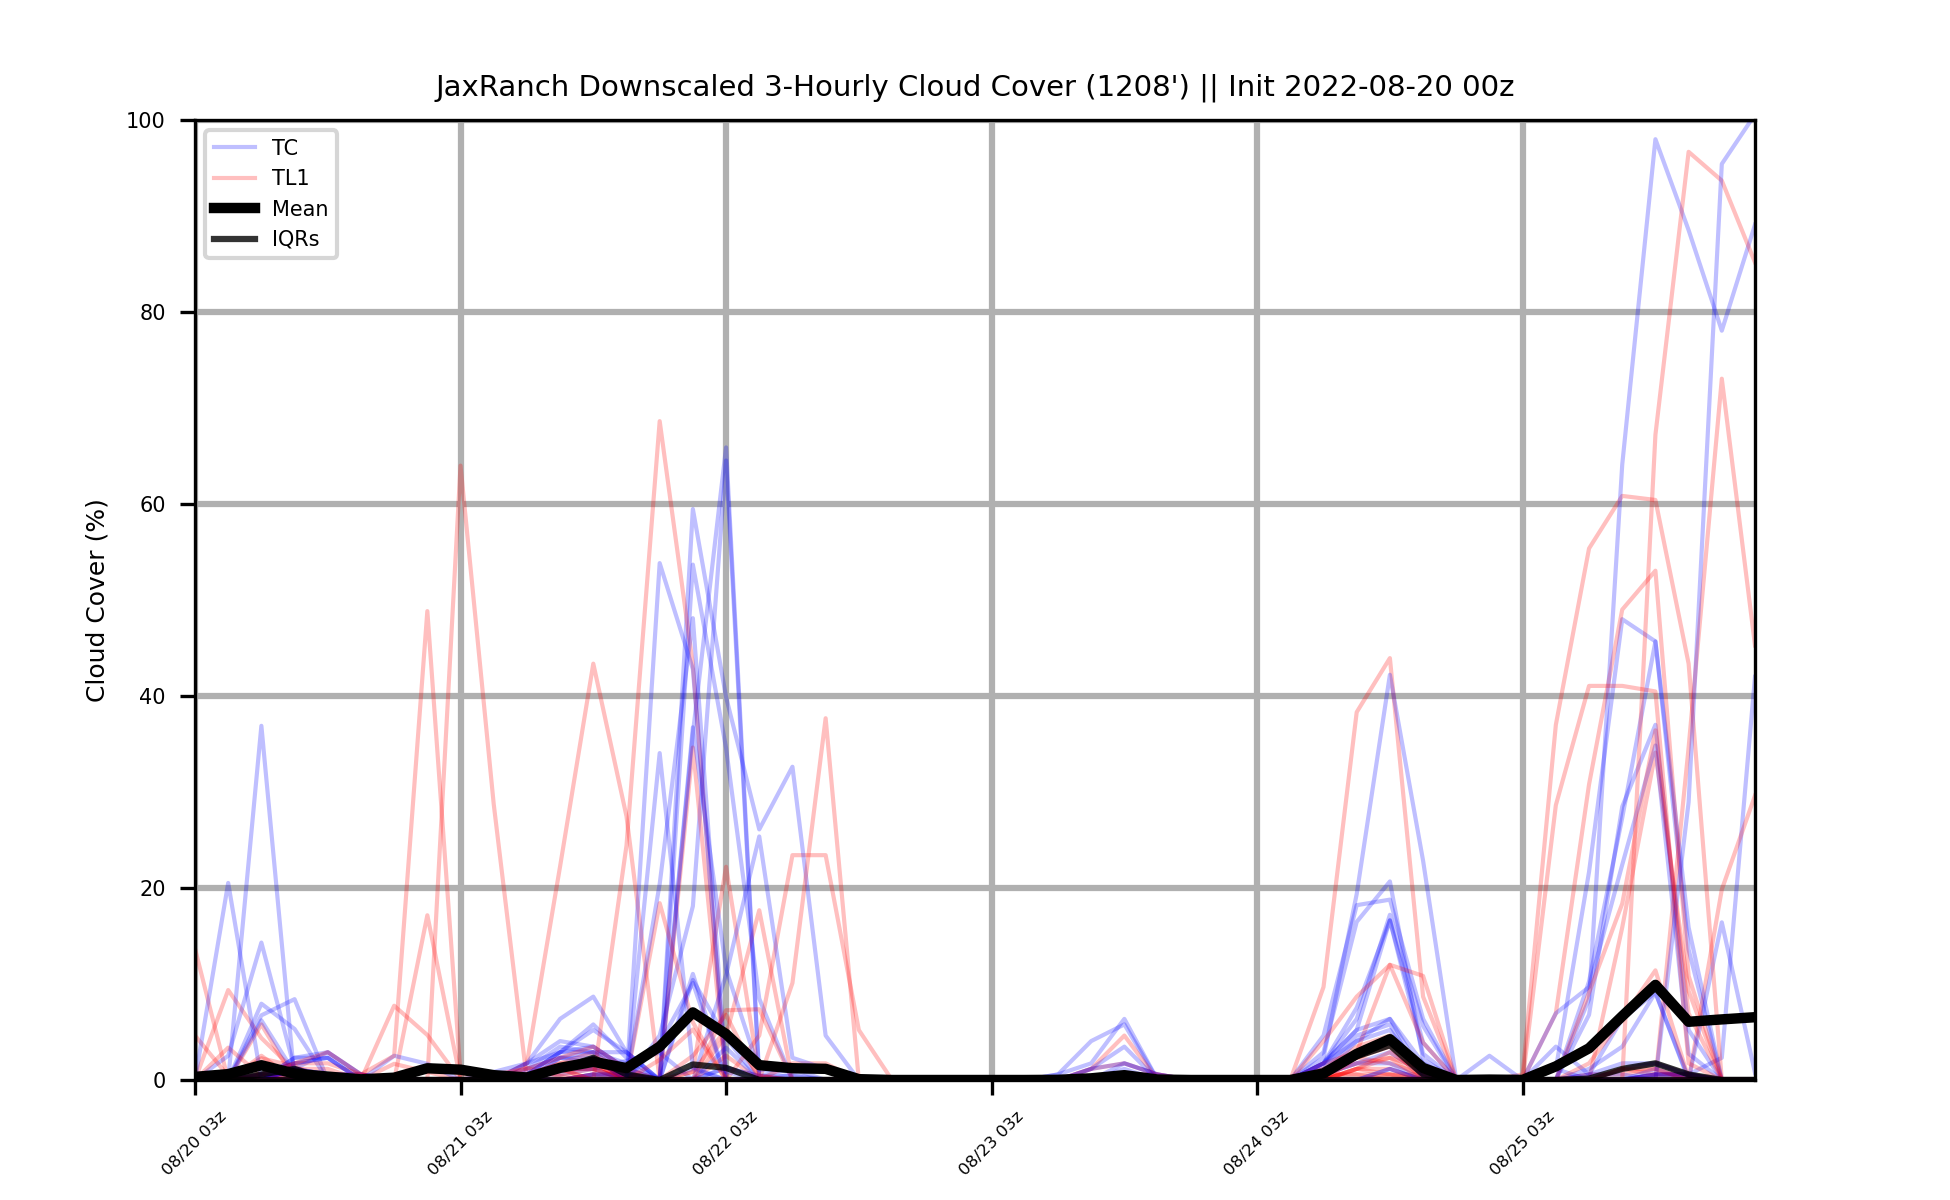 JaxRanch Downscaled 3-Hourly Cloud Cover (1208') || Init 2022-08-20 00z
100
80
60
40
20
0
Cloud Cover (%)
TC
TL1
Mean
IQRs
08/20 03z
08/21 03z
08/22 03z
08/23 03z
08/24 03z
08/25 03z